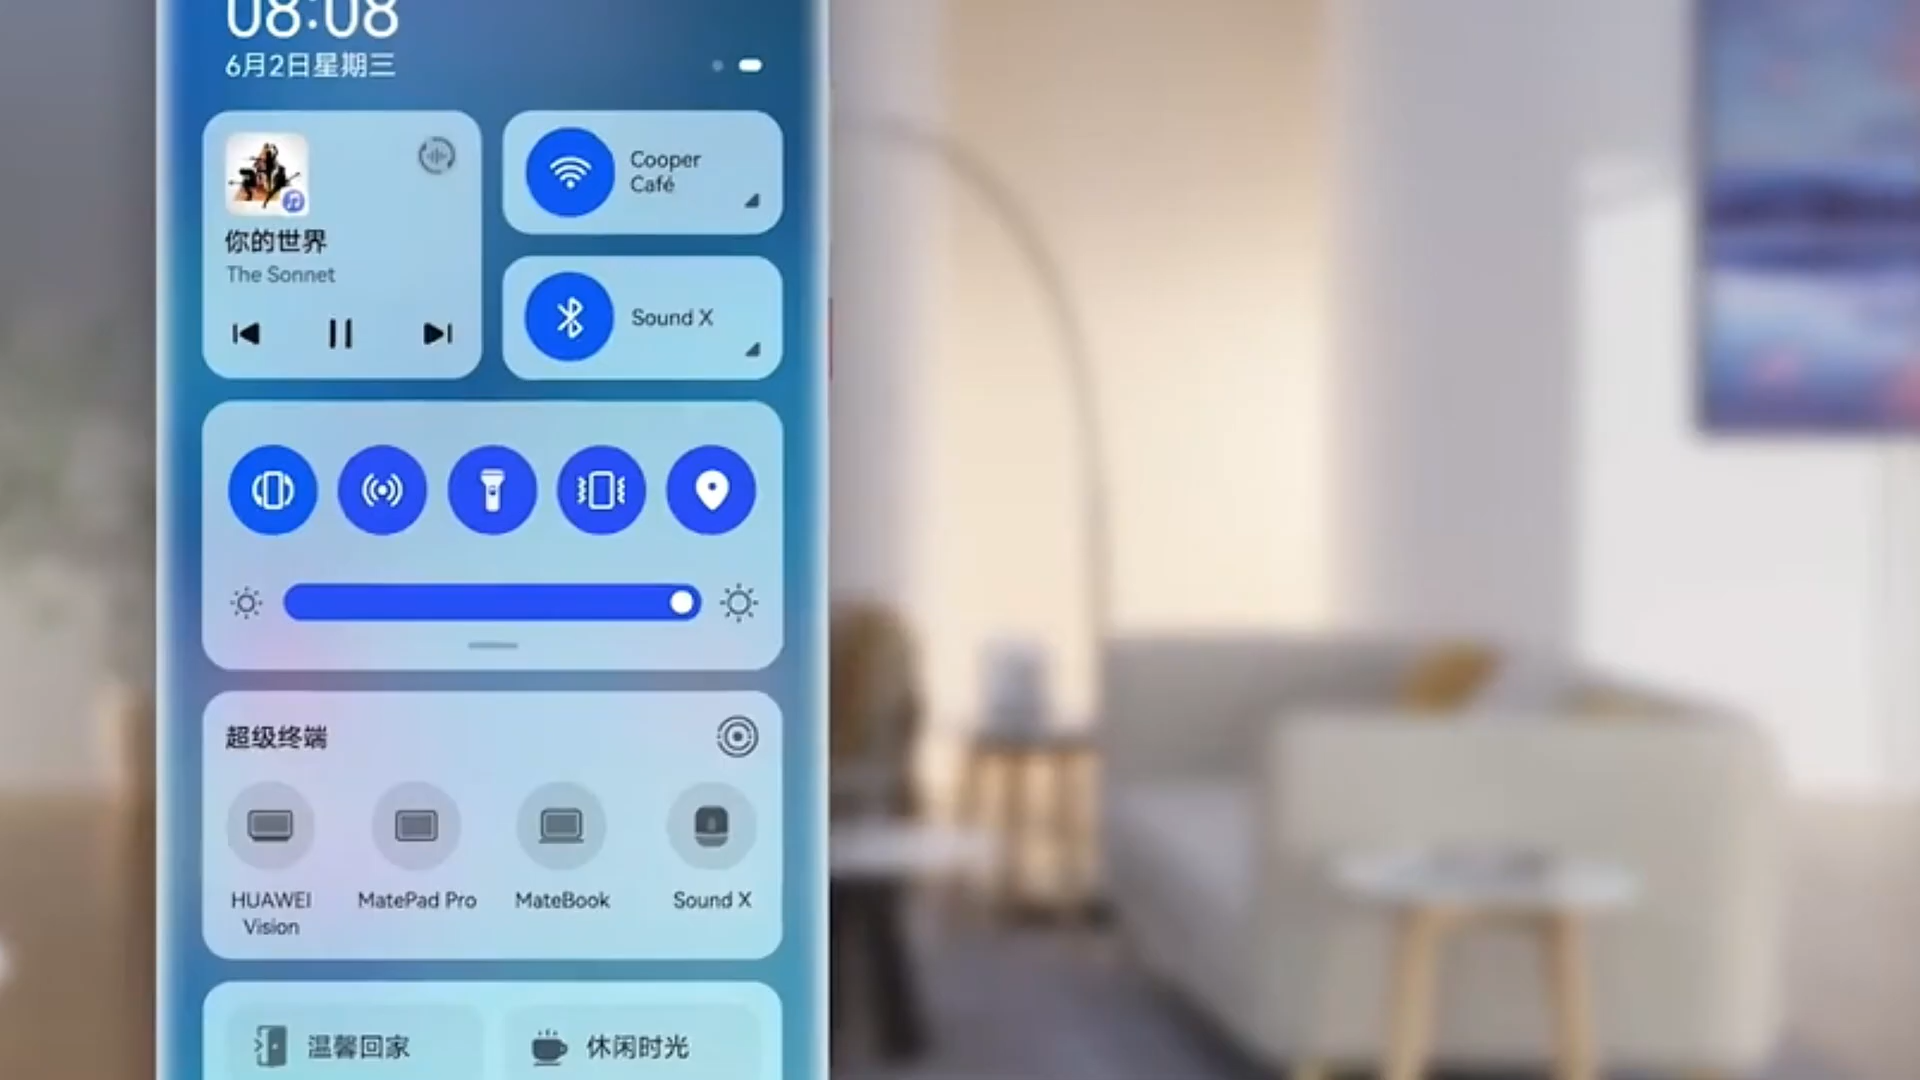 08:08
6月2日星期三
你的世界
The Sonnet
Cooper
Café
Sound X
超级终端
HUAWEI
Vision
MatePad Pro
MateBook
Sound X
温馨回家
休闲时光